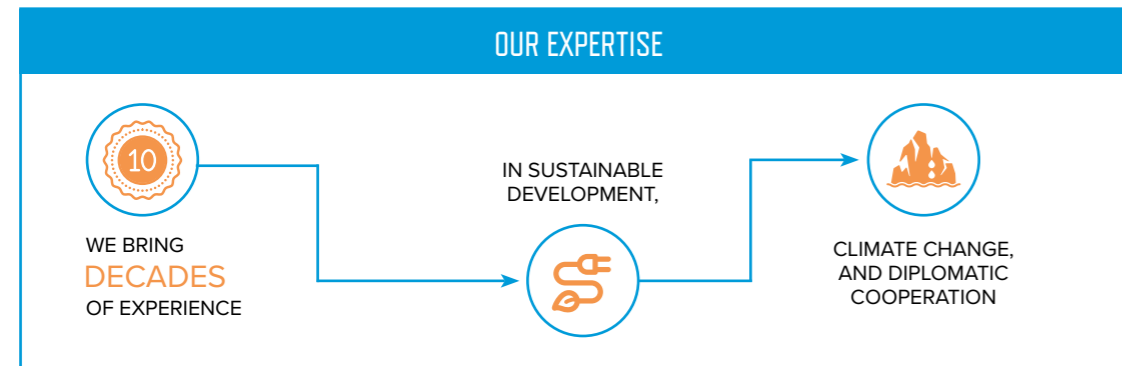 OUR EXPERTISE
10
WE BRING
DECADES
OF EXPERIENCE
IN SUSTAINABLE
DEVELOPMENT,
CLIMATE CHANGE,
AND DIPLOMATIC
COOPERATION